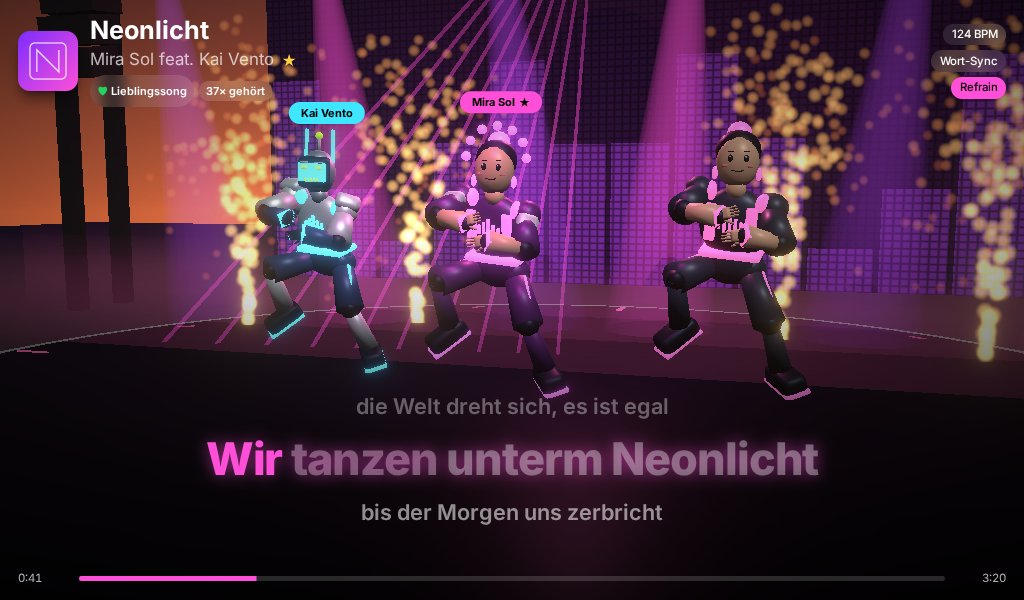 Neonlicht
Mira Sol feat. Kai Vento ★
Lieblingssong
37× gehört
124 BPM
Wort-Sync
Refrain
Kai Vento
Mira Sol ★
die Welt dreht sich, es ist egal
Wir tanzen unterm Neonlicht
bis der Morgen uns zerbricht
0:41
3:20